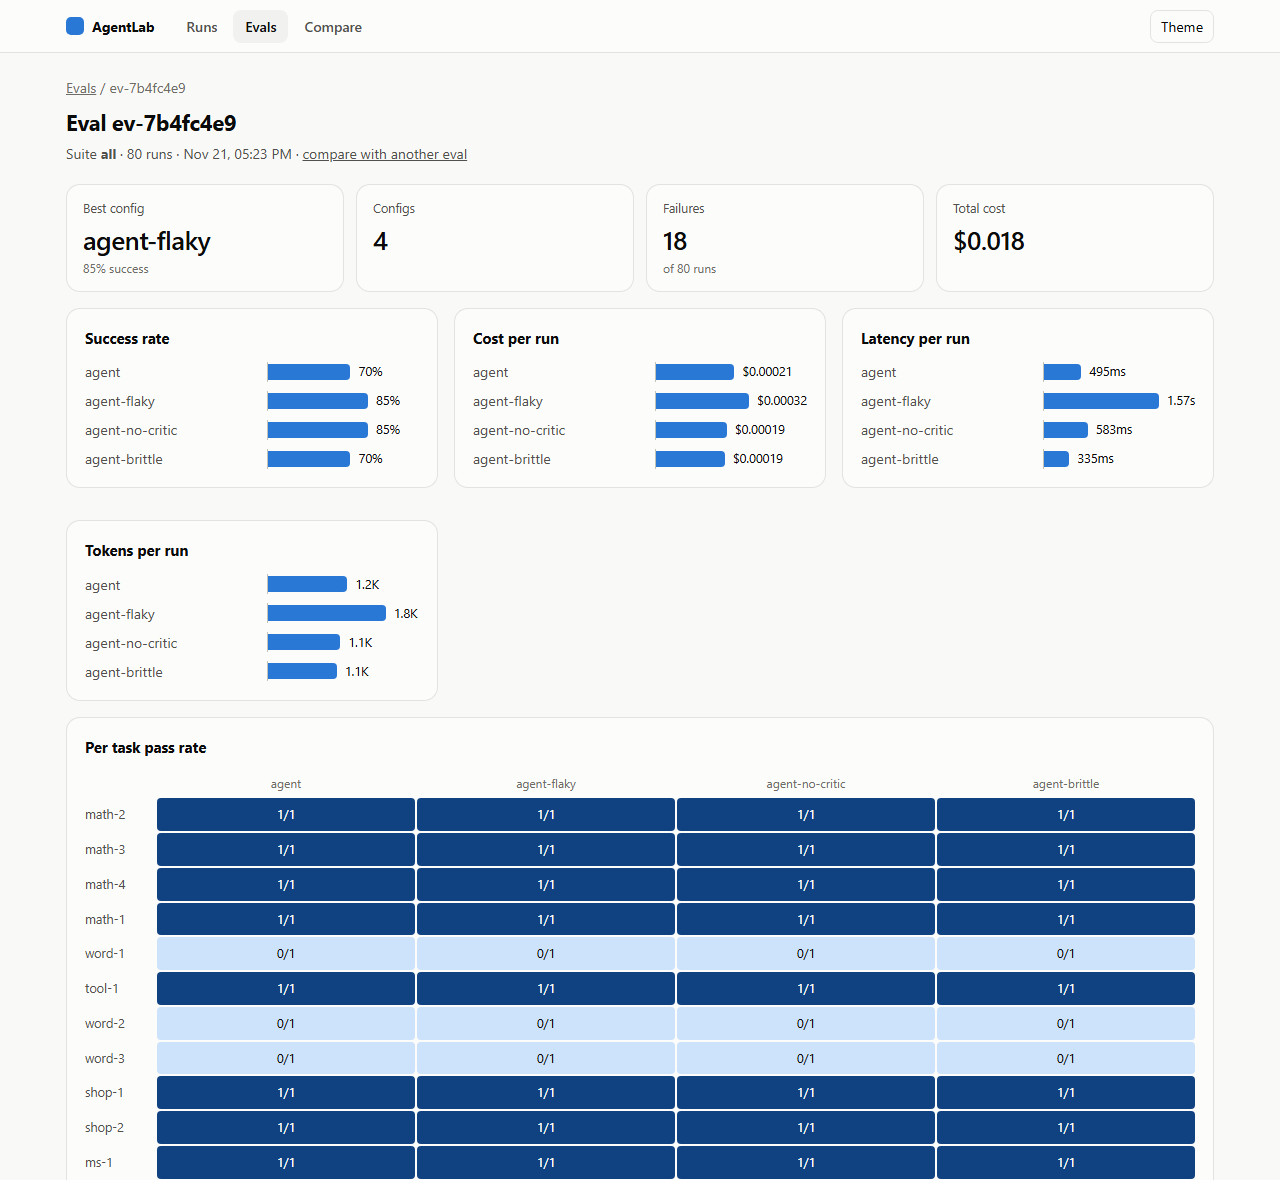 AgentLab Runs Evals Compare Theme
Evals / ev-7b4fc4e9
Eval ev-7b4fc4e9
Suite all · 80 runs · Nov 21, 05:23 PM · compare with another eval
Best config
agent-flaky
85% success
Configs
4
Failures
18
of 80 runs
Total cost
$0.018
Success rate
agent 70%
agent-flaky 85%
agent-no-critic 85%
agent-brittle 70%
Cost per run
agent $0.00021
agent-flaky $0.00032
agent-no-critic $0.00019
agent-brittle $0.00019
Latency per run
agent 495ms
agent-flaky 1.57s
agent-no-critic 583ms
agent-brittle 335ms
Tokens per run
agent 1.2K
agent-flaky 1.8K
agent-no-critic 1.1K
agent-brittle 1.1K
Per task pass rate
agent agent-flaky agent-no-critic agent-brittle
math-2 1/1 1/1 1/1 1/1
math-3 1/1 1/1 1/1 1/1
math-4 1/1 1/1 1/1 1/1
math-1 1/1 1/1 1/1 1/1
word-1 0/1 0/1 0/1 0/1
tool-1 1/1 1/1 1/1 1/1
word-2 0/1 0/1 0/1 0/1
word-3 0/1 0/1 0/1 0/1
shop-1 1/1 1/1 1/1 1/1
shop-2 1/1 1/1 1/1 1/1
ms-1 1/1 1/1 1/1 1/1